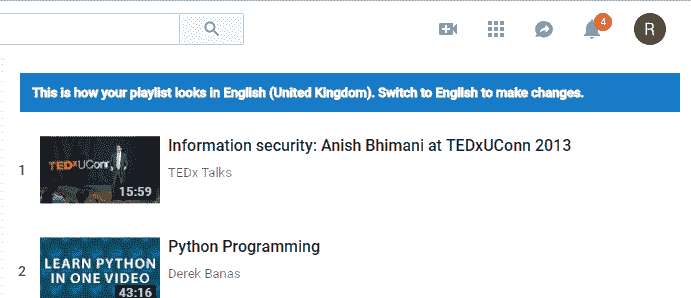 4
R
This is how your playlist looks in English (United Kingdom). Switch to English to make changes.
1
TEDxUConn
15:59
Information security: Anish Bhimani at TEDxUConn 2013
TEDx Talks
2
LEARN PYTHON
IN ONE VIDEO
43:16
Python Programming
Derek Banas